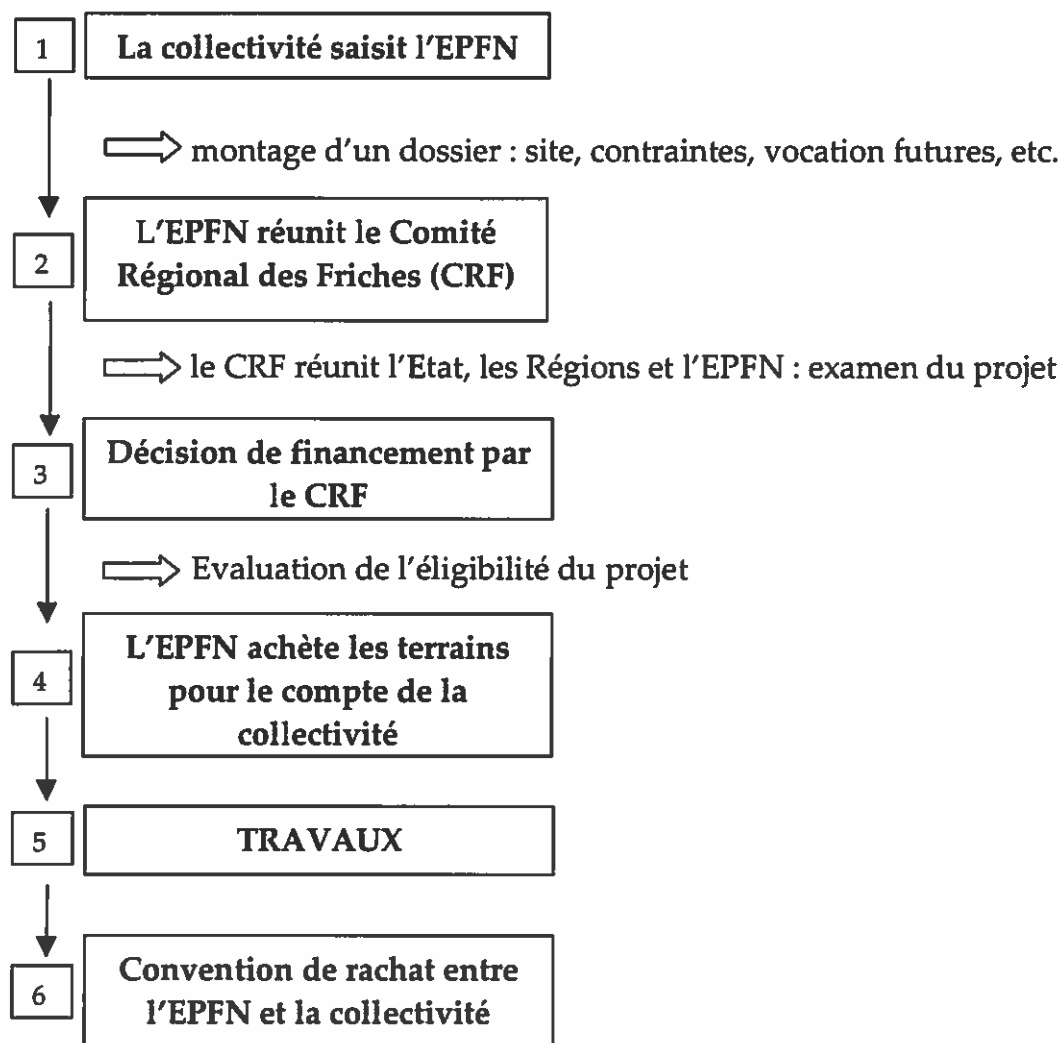 1
La collectivité saisit l'EPFN
montage d'un dossier : site, contraintes, vocation futures, etc.
2
L'EPFN réunit le Comité
Régional des Friches (CRF)
le CRF réunit l'Etat, les Régions et l'EPFN : examen du projet
3
Décision de financement par
le CRF
Evaluation de l'éligibilité du projet
4
L'EPFN achète les terrains
pour le compte de la
collectivité
5
TRAVAUX
6
Convention de rachat entre
l'EPFN et la collectivité